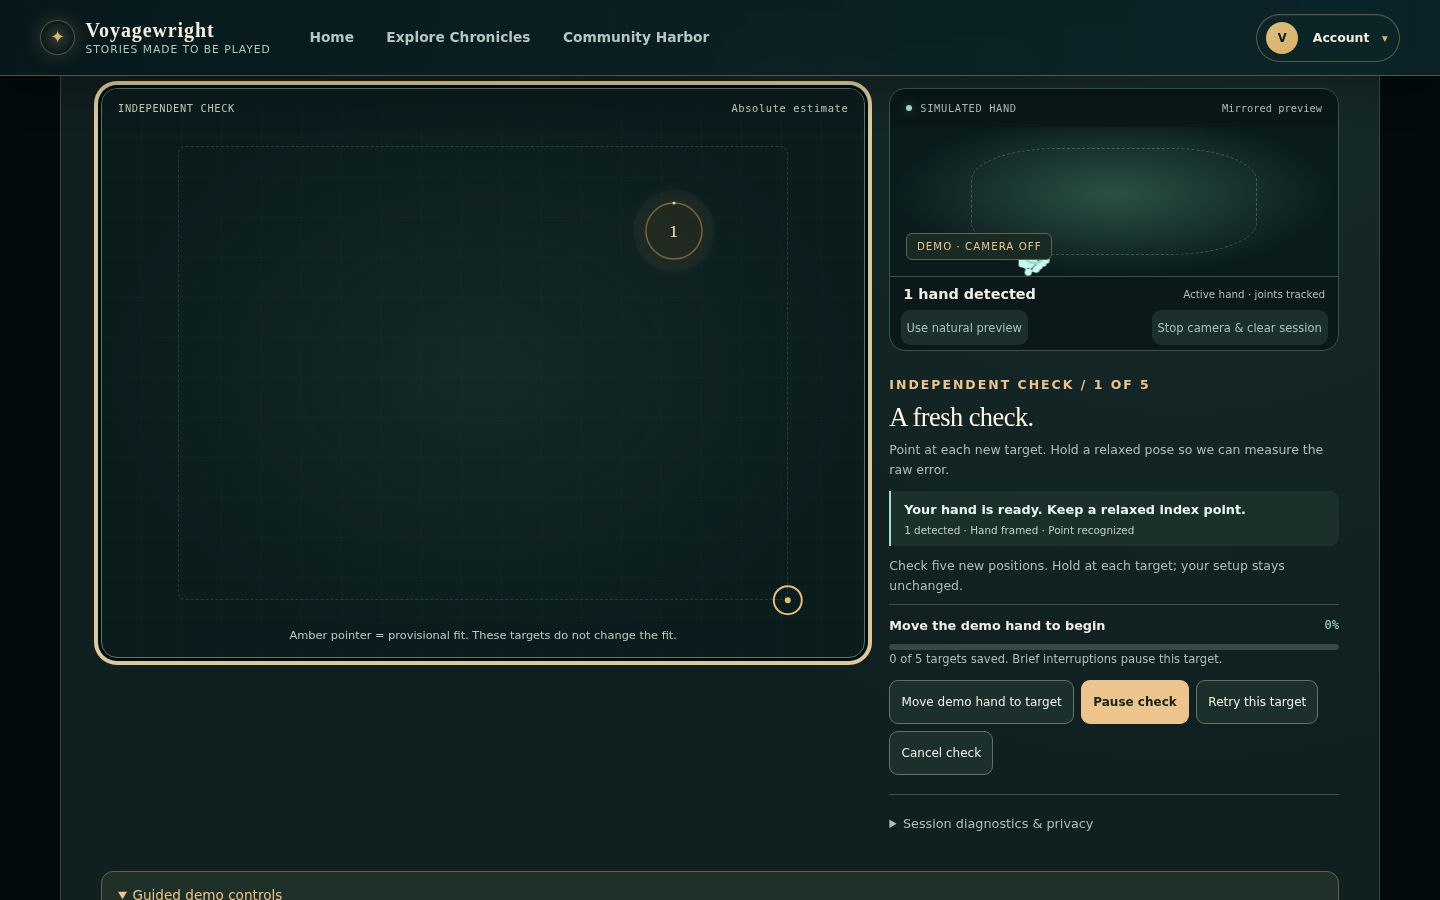 Voyagewright
STORIES MADE TO BE PLAYED
Home
Explore Chronicles
Community Harbor
V
Account
INDEPENDENT CHECK
Absolute estimate
1
Amber pointer = provisional fit. These targets do not change the fit.
SIMULATED HAND
Mirrored preview
DEMO · CAMERA OFF
1 hand detected
Active hand · joints tracked
Use natural preview
Stop camera & clear session
INDEPENDENT CHECK / 1 OF 5
A fresh check.
Point at each new target. Hold a relaxed pose so we can measure the
raw error.
Your hand is ready. Keep a relaxed index point.
1 detected · Hand framed · Point recognized
Check five new positions. Hold at each target; your setup stays
unchanged.
Move the demo hand to begin
0%
0 of 5 targets saved. Brief interruptions pause this target.
Move demo hand to target
Pause check
Retry this target
Cancel check
Session diagnostics & privacy
Guided demo controls